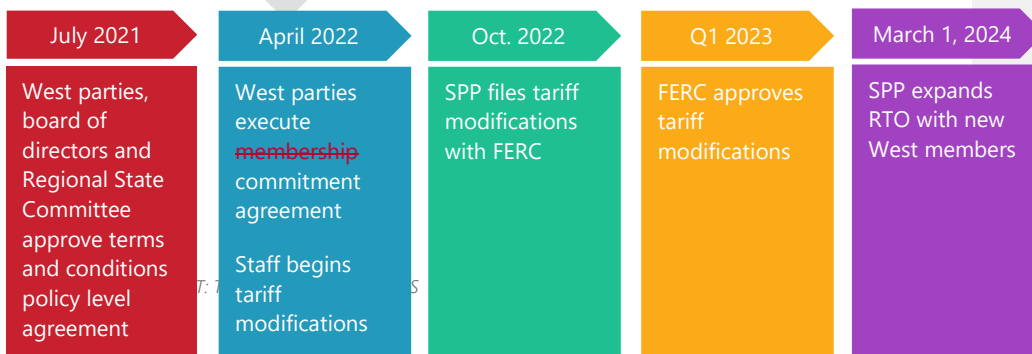 July 2021
West parties,
board of
directors and
Regional State
Committee
approve terms
and conditions
policy level
agreement
April 2022
West parties
execute
membership
commitment
agreement
Staff begins
tariff
modifications
Oct. 2022
SPP files tariff
modifications
with FERC
Q1 2023
FERC approves
tariff
modifications
March 1, 2024
SPP expands
RTO with new
West members